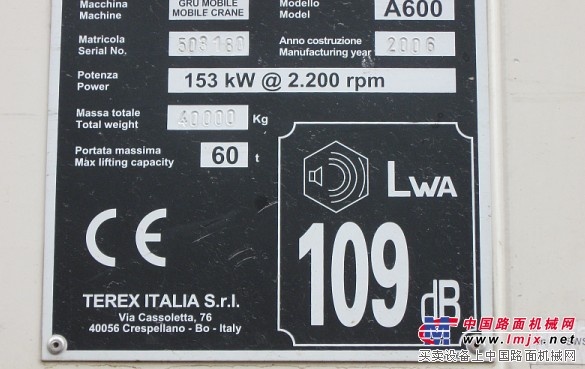 Macchina
Machine
GRU MOBILE
MOBILE CRANE
Modello
Model
A600
Matricola
Serial No.
503180
Anno costruzione
Manufacturing year
2006
Potenza
Power
153 kW @ 2.200 rpm
Massa totale
Total weight
40000 Kg
Portata massima
Max lifting capacity
60 t
LWA
109 dB
CE
TEREX ITALIA S.r.l.
Via Cassoletta, 76
40056 Crespellano - Bo - Italy
中国路面机械网
www.lmjx.net
买卖设备上中国路面机械网